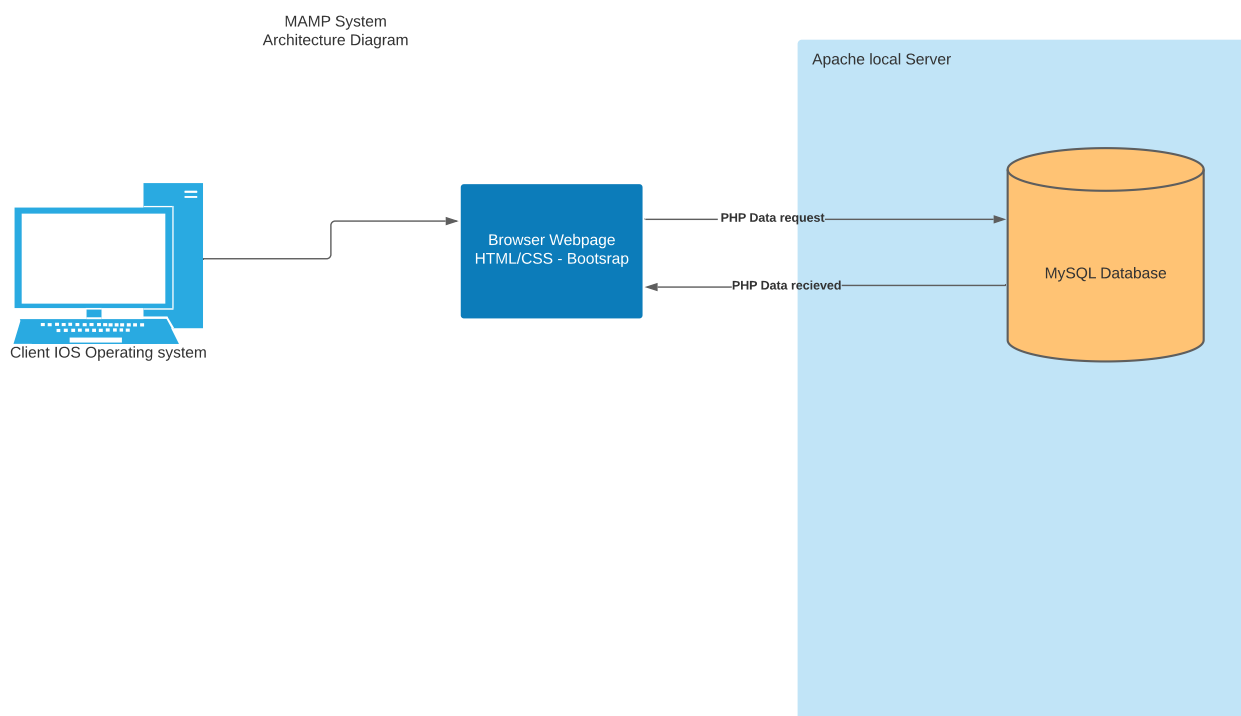 MAMP System
Architecture Diagram
Apache local Server
Browser Webpage
HTML/CSS - Bootsrap
PHP Data request
PHP Data recieved
MySQL Database
Client IOS Operating system